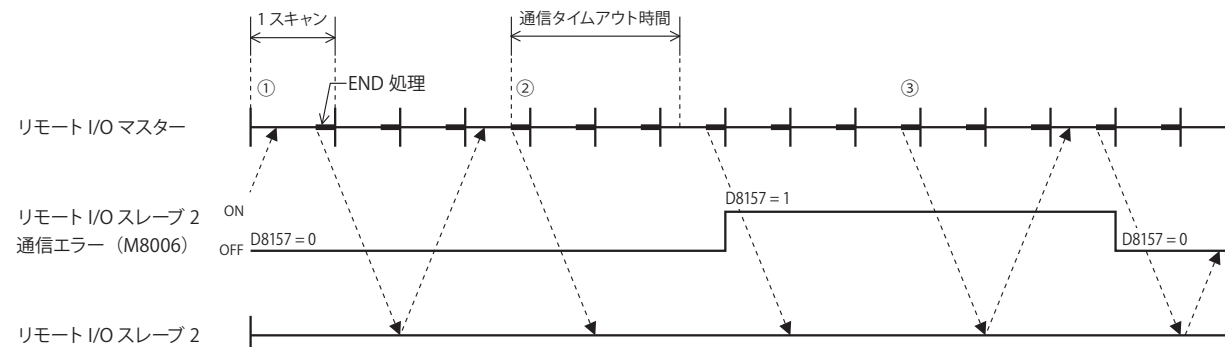 1 スキャン
通信タイムアウト時間
①
END 処理
②
③
リモート I/O マスター
リモート I/O スレーブ 2
通信エラー（M8006）
ON
OFF
D8157 = 0
D8157 = 1
D8157 = 0
リモート I/O スレーブ 2